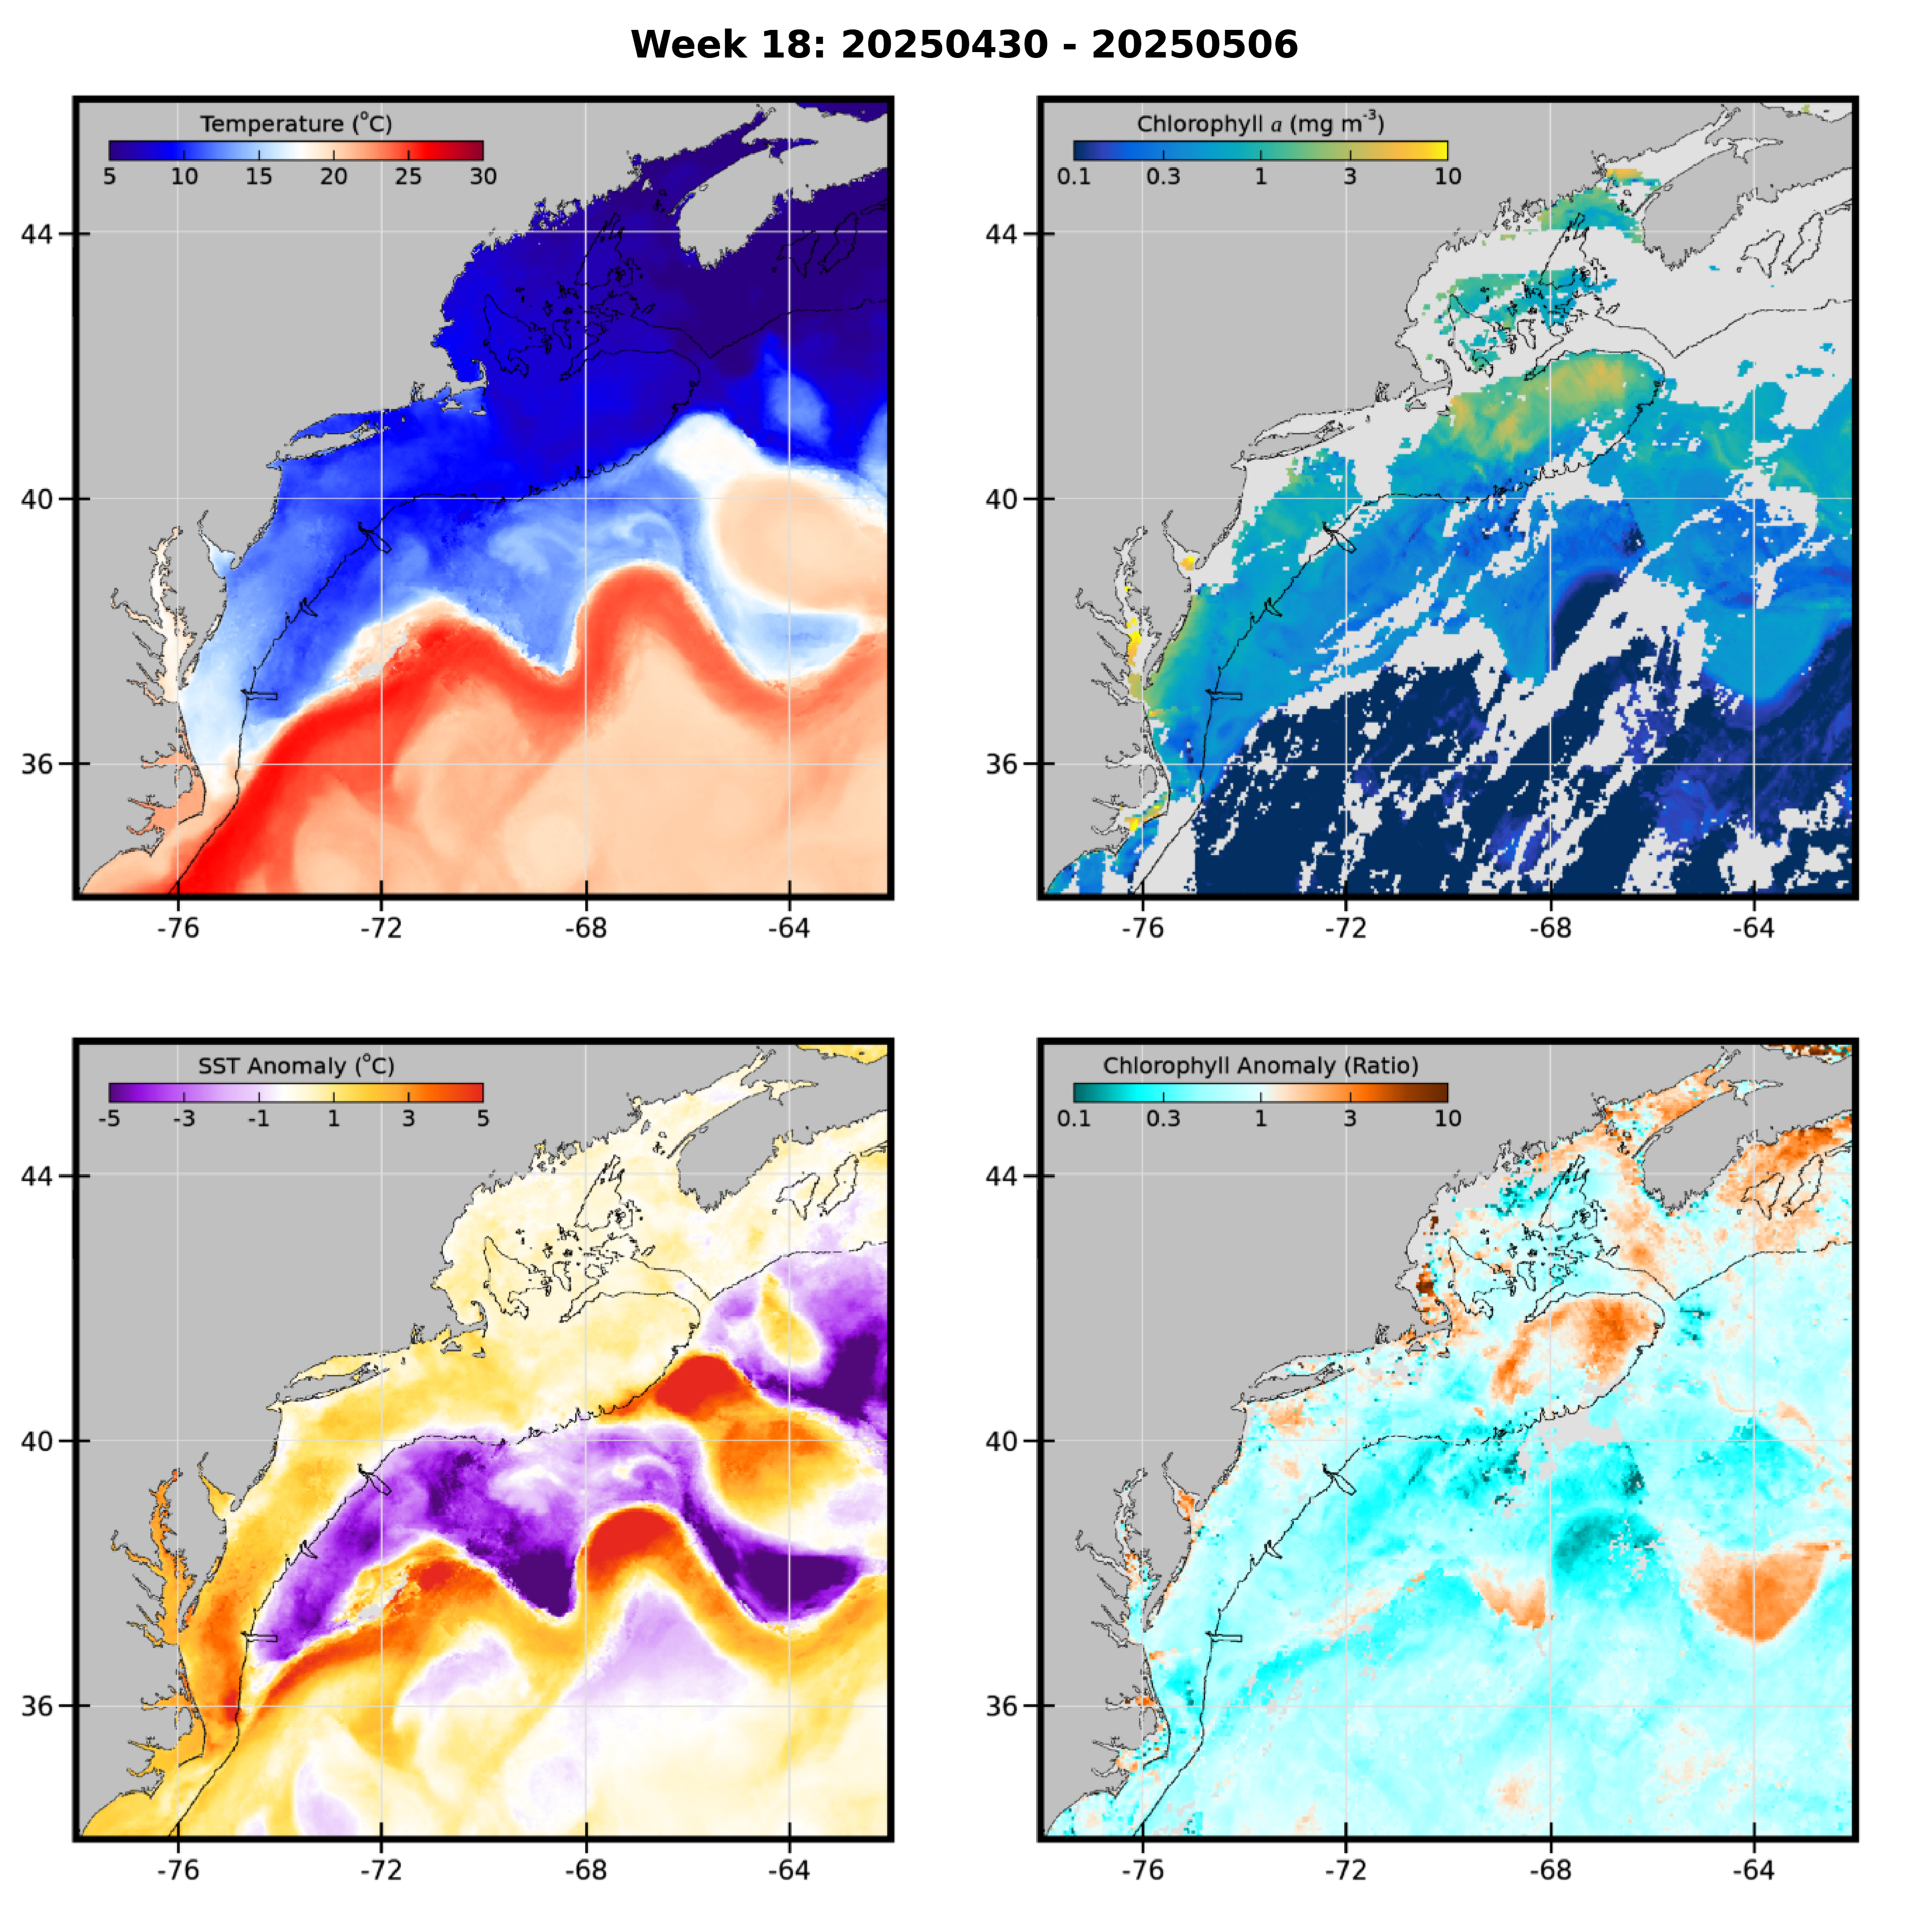 Week 18: 20250430 - 20250506
Temperature (°C)
5 10 15 20 25 30
44
40
36
-76 -72 -68 -64
Chlorophyll a (mg m⁻³)
0.1 0.3 1 3 10
44
40
36
-76 -72 -68 -64
SST Anomaly (°C)
-5 -3 -1 1 3 5
44
40
36
-76 -72 -68 -64
Chlorophyll Anomaly (Ratio)
0.1 0.3 1 3 10
44
40
36
-76 -72 -68 -64